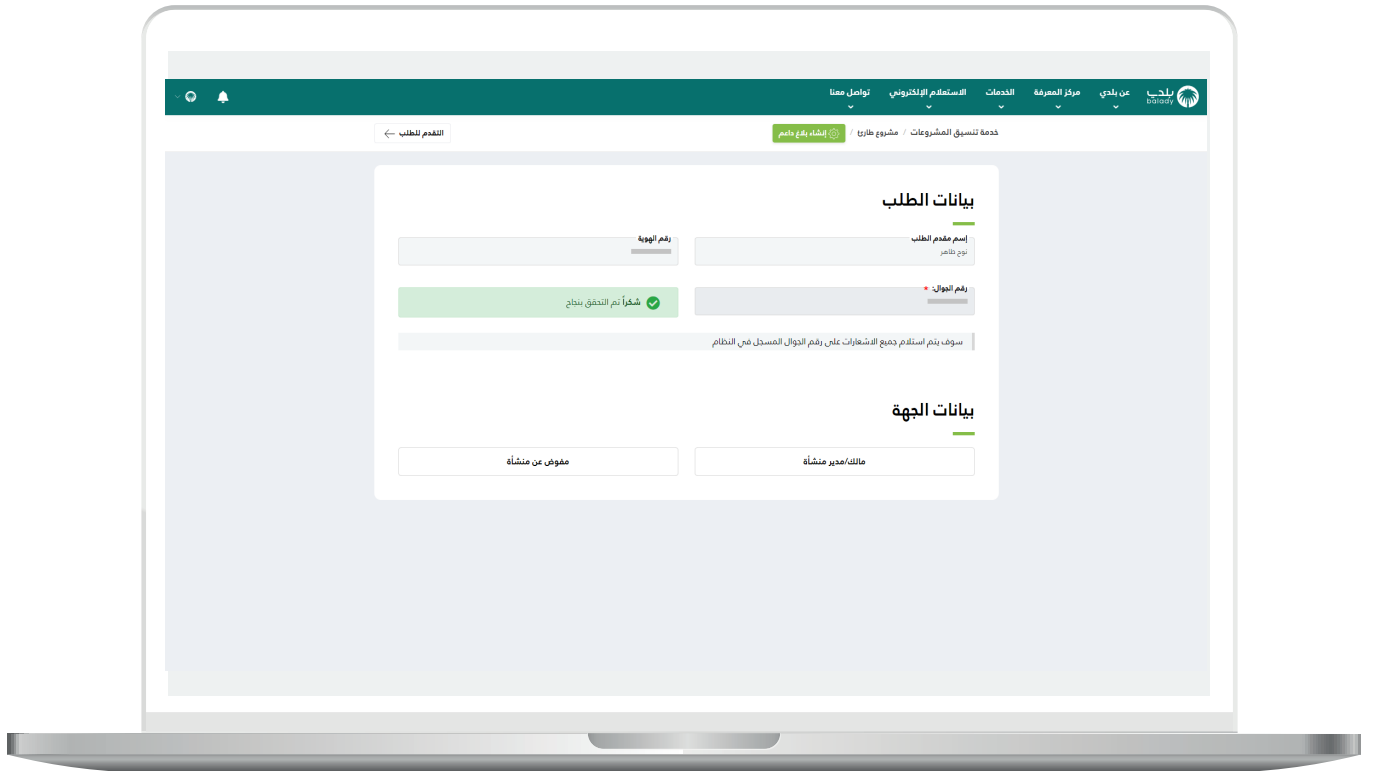 بلدي
balady
عن بلدي
مركز المعرفة
الخدمات
الاستعلام الإلكتروني
تواصل معنا
خدمة تنسيق المشروعات / مشروع طارئ /
إنشاء بلاغ داعم
التقدم للطلب
بيانات الطلب
إسم مقدم الطلب
نوح طاهر
رقم الهوية
رقم الجوال: *
شكراً تم التحقق بنجاح
سوف يتم استلام جميع الاشعارات على رقم الجوال المسجل في النظام
بيانات الجهة
مالك/مدير منشأة
مفوض عن منشأة